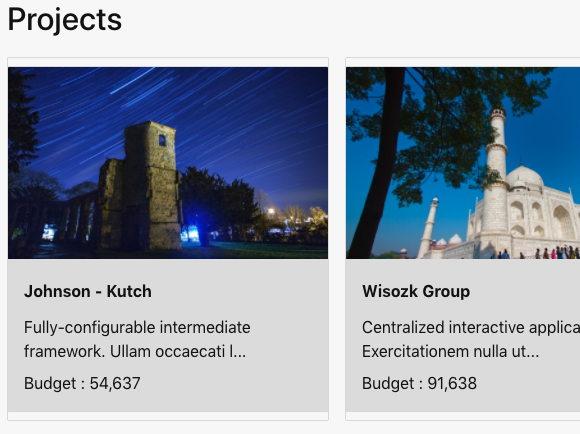 Projects
Johnson - Kutch
Fully-configurable intermediate
framework. Ullam occaecati l...
Budget : 54,637
Wisozk Group
Centralized interactive applica
Exercitationem nulla ut...
Budget : 91,638